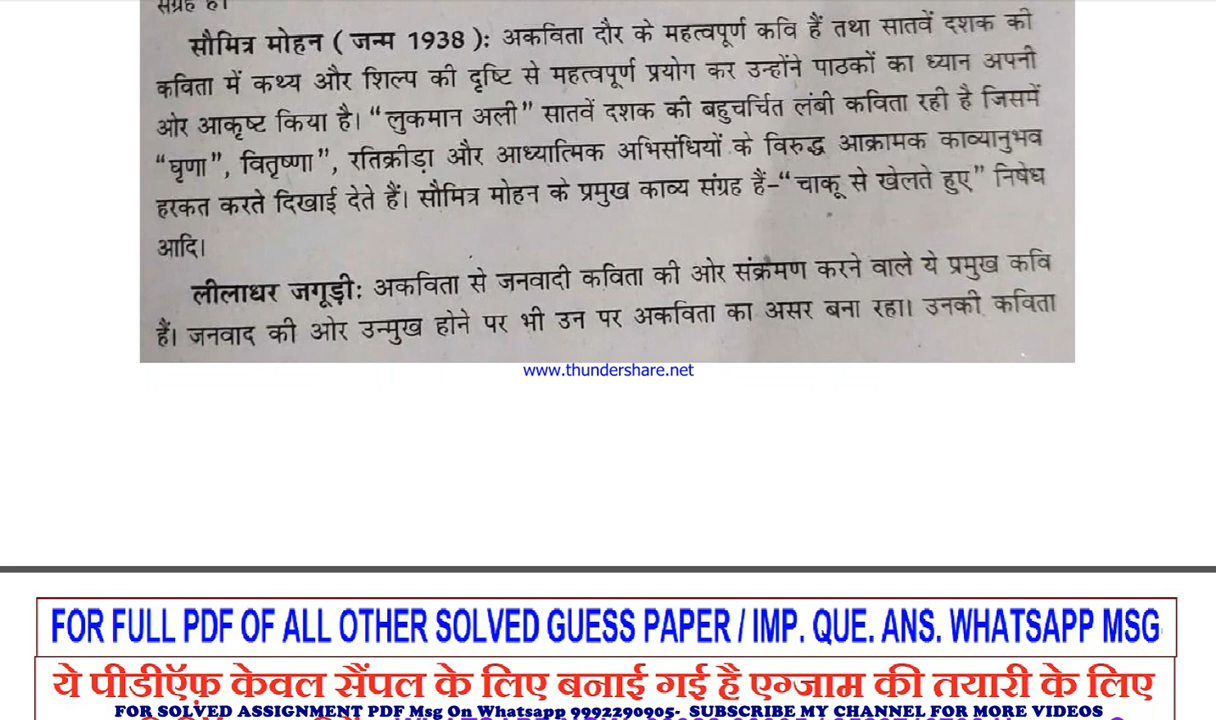 संग्रह है।
सौमित्र मोहन ( जन्म 1938 ): अकविता दौर के महत्वपूर्ण कवि हैं तथा सातवें दशक की
कविता में कथ्य और शिल्प की दृष्टि से महत्वपूर्ण प्रयोग कर उन्होंने पाठकों का ध्यान अपनी
ओर आकृष्ट किया है। “लुकमान अली” सातवें दशक की बहुचर्चित लंबी कविता रही है जिसमें
“घृणा”, वितृष्णा”, रतिक्रीड़ा और आध्यात्मिक अभिसंधियों के विरुद्ध आक्रामक काव्यानुभव
हरकत करते दिखाई देते हैं। सौमित्र मोहन के प्रमुख काव्य संग्रह हैं-“चाकू से खेलते हुए” निषेध
आदि।
लीलाधर जगूड़ी: अकविता से जनवादी कविता की ओर संक्रमण करने वाले ये प्रमुख कवि
हैं। जनवाद की ओर उन्मुख होने पर भी उन पर अकविता का असर बना रहा। उनकी कविता
www.thundershare.net
FOR FULL PDF OF ALL OTHER SOLVED GUESS PAPER / IMP. QUE. ANS. WHATSAPP MSG
ये पीडीऍफ़ केवल सैंपल के लिए बनाई गई है एग्जाम की तयारी के लिए
FOR SOLVED ASSIGNMENT PDF Msg On Whatsapp 9992290905- SUBSCRIBE MY CHANNEL FOR MORE VIDEOS